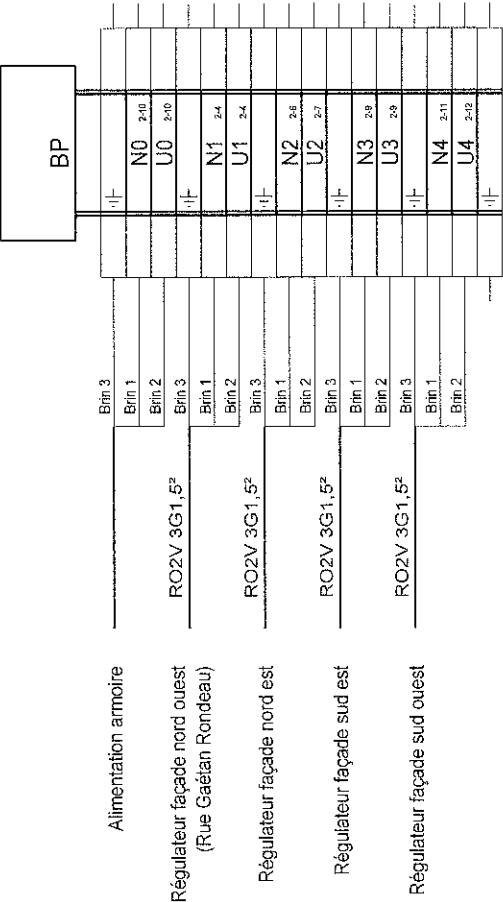 BP
Alimentation armoire
Brin 3
Brin 1
N0 2-10
Brin 2
U0 2-10
Régulateur façade nord ouest
(Rue Gaétan Rondeau)
RO2V 3G1,5²
Brin 3
Brin 1
N1 2-4
Brin 2
U1 2-4
Régulateur façade nord est
RO2V 3G1,5²
Brin 3
Brin 1
N2 2-6
Brin 2
U2 2-7
Régulateur façade sud est
RO2V 3G1,5²
Brin 3
Brin 1
N3 2-9
Brin 2
U3 2-9
Régulateur façade sud ouest
RO2V 3G1,5²
Brin 3
Brin 1
N4 2-11
Brin 2
U4 2-12